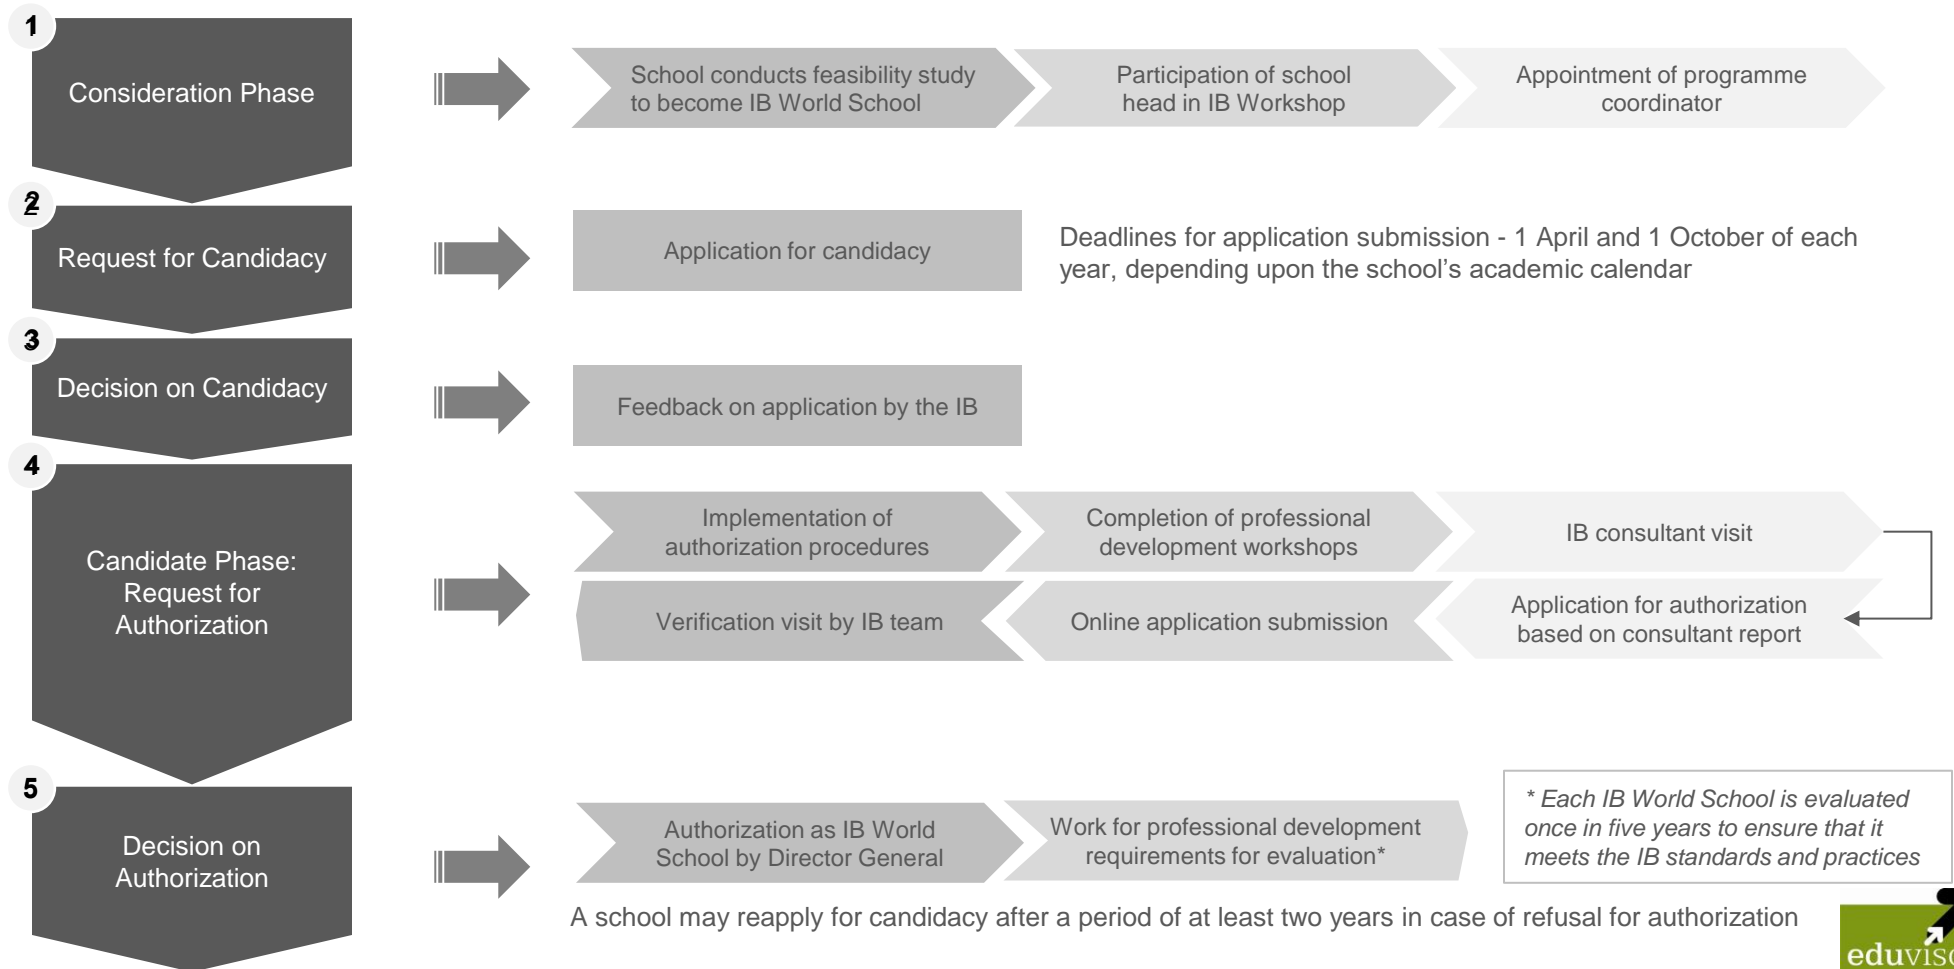 1
Consideration Phase
School conducts feasibility study
to become IB World School
Participation of school
head in IB Workshop
Appointment of programme
coordinator
2
Request for Candidacy
Application for candidacy
Deadlines for application submission - 1 April and 1 October of each
year, depending upon the school's academic calendar
3
Decision on Candidacy
Feedback on application by the IB
4
Candidate Phase:
Request for
Authorization
Implementation of
authorization procedures
Completion of professional
development workshops
IB consultant visit
Application for authorization
based on consultant report
Online application submission
Verification visit by IB team
5
Decision on
Authorization
Authorization as IB World
School by Director General
Work for professional development
requirements for evaluation*
* Each IB World School is evaluated
once in five years to ensure that it
meets the IB standards and practices
A school may reapply for candidacy after a period of at least two years in case of refusal for authorization